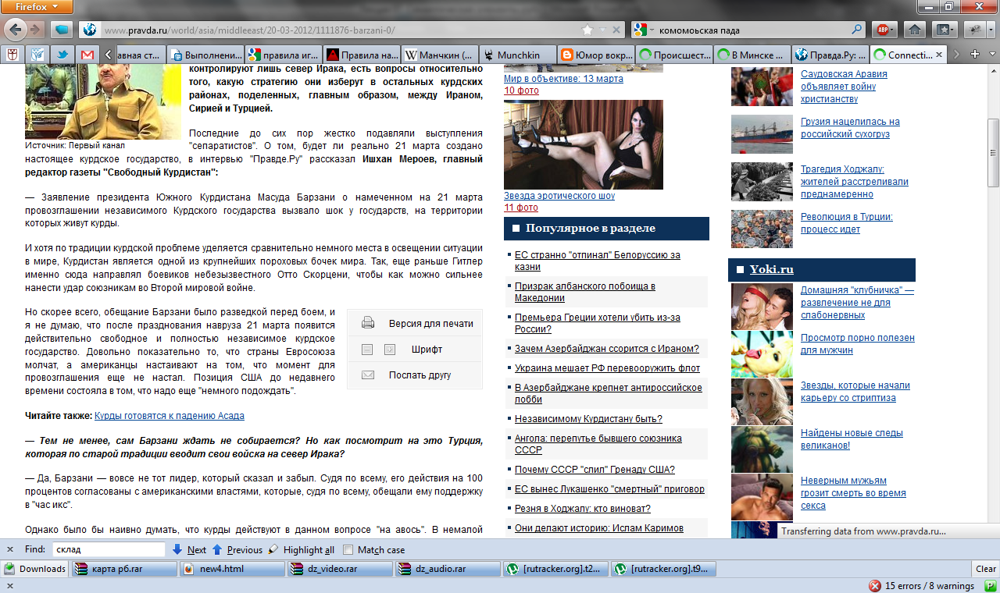 Firefox
www.pravda.ru/world/asia/middleeast/20-03-2012/1111876-barzani-0/
комомоьская пада
ABP
авная ст...
Выполнени...
правила иг...
Правила на...
Манчкин (...
Munchkin
Юмор вокр...
Происшест...
В Минске ...
Правда.Ру: ...
Connecti...
контролируют лишь север Ирака, есть вопросы относительно
того, какую стратегию они изберут в остальных курдских
районах, поделенных, главным образом, между Ираном,
Сирией и Турцией.
Источник: Первый канал
Последние до сих пор жестко подавляли выступления
"сепаратистов". О том, будет ли реально 21 марта создано
настоящее курдское государство, в интервью "Правде.Ру" рассказал Ишхан Мероев, главный
редактор газеты "Свободный Курдистан":
— Заявление президента Южного Курдистана Масуда Барзани о намеченном на 21 марта
провозглашении независимого Курдского государства вызвало шок у государств, на территории
которых живут курды.
И хотя по традиции курдской проблеме уделяется сравнительно немного места в освещении ситуации
в мире, Курдистан является одной из крупнейших пороховых бочек мира. Так, еще раньше Гитлер
именно сюда направлял боевиков небезызвестного Отто Скорцени, чтобы как можно сильнее
нанести удар союзникам во Второй мировой войне.
Но скорее всего, обещание Барзани было разведкой перед боем, и
я не думаю, что после празднования навруза 21 марта появится
действительно свободное и полностью независимое курдское
государство. Довольно показательно то, что страны Евросоюза
молчат, а американцы настаивают на том, что момент для
провозглашения еще не настал. Позиция США до недавнего
времени состояла в том, что надо еще "немного подождать".
Версия для печати
Шрифт
Послать другу
Читайте также: Курды готовятся к падению Асада
— Тем не менее, сам Барзани ждать не собирается? Но как посмотрит на это Турция,
которая по старой традиции вводит свои войска на север Ирака?
— Да, Барзани — вовсе не тот лидер, который сказал и забыл. Судя по всему, его действия на 100
процентов согласованы с американскими властями, которые, судя по всему, обещали ему поддержку
в "час икс".
Однако было бы наивно думать, что курды действуют в данном вопросе "на авось". В немалой
Мир в объективе: 13 марта
10 фото
Звезда эротического шоу
11 фото
Популярное в разделе
ЕС странно "отпинал" Белоруссию за
казни
Призрак албанского побоища в
Македонии
Премьера Греции хотели убить из-за
России?
Зачем Азербайджан ссорится с Ираном?
Украина мешает РФ перевооружить флот
В Азербайджане крепнет антироссийское
лобби
Независимому Курдистану быть?
Ангола: перепутье бывшего союзника
СССР
Почему СССР "слил" Гренаду США?
ЕС вынес Лукашенко "смертный" приговор
Резня в Ходжалу: кто виноват?
Они делают историю: Ислам Каримов
Саудовская Аравия
объявляет войну
христианству
Грузия нацелилась на
российский сухогруз
Трагедия Ходжалу:
жителей расстреливали
преднамеренно
Революция в Турции:
процесс идет
Yoki.ru
Домашняя "клубничка" —
развлечение не для
слабонервных
Просмотр порно полезен
для мужчин
Звезды, которые начали
карьеру со стриптиза
Найдены новые следы
великанов!
Неверным мужьям
грозит смерть во время
секса
Transferring data from www.pravda.ru...
Find: склад Next Previous Highlight all Match case
Downloads карта р6.rar new4.html dz_video.rar dz_audio.rar [rutracker.org].t2... [rutracker.org].t9... Clear
15 errors / 8 warnings